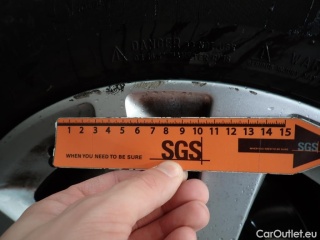 DANGER
1 2 3 4 5 6 7 8 9 10 11 12 13 14 15
WHEN YOU NEED TO BE SURE SGS
SGS
CarOutlet.eu